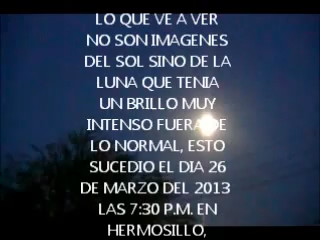 LO QUE VE A VER
NO SON IMAGENES
DEL SOL SINO DE LA
LUNA QUE TENIA
UN BRILLO MUY
INTENSO FUERA DE
LO NORMAL, ESTO
SUCEDIO EL DIA 26
DE MARZO DEL 2013
LAS 7:30 P.M. EN
HERMOSILLO,